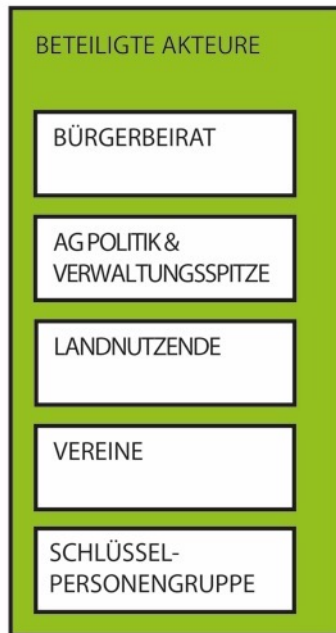 BETEILIGTE AKTEURE
BÜRGERBEIRAT
AG POLITIK &
VERWALTUNGSSPITZE
LANDNUTZENDE
VEREINE
SCHLÜSSEL-
PERSONENGRUPPE